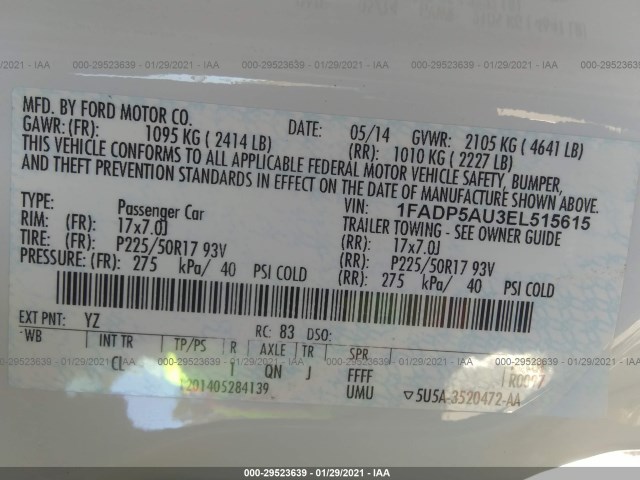 000-29523639 - 01/29/2021 - IAA
MFD. BY FORD MOTOR CO.
DATE: 05/14 GVWR: 2105 KG ( 4641 LB)
GAWR: (FR): 1095 KG ( 2414 LB) (RR): 1010 KG ( 2227 LB)
THIS VEHICLE CONFORMS TO ALL APPLICABLE FEDERAL MOTOR VEHICLE SAFETY, BUMPER,
AND THEFT PREVENTION STANDARDS IN EFFECT ON THE DATE OF MANUFACTURE SHOWN ABOVE.
VIN: 1FADP5AU3EL515615
TYPE: Passenger Car TRAILER TOWING - SEE OWNER GUIDE
RIM: 17x7.0J (RR): 17x7.0J
TIRE: (FR): P225/50R17 93V (RR): P225/50R17 93V
PRESSURE: (FR): 275 kPa/ 40 PSI COLD (RR): 275 kPa/ 40 PSI COLD
EXT PNT: YZ RC: 83 DSO:
WB INT TR TP/PS R AXLE TR SPR
CL I QN J FFFF
1201405284139 UMU 5U5A-3520472-AA
000-29523639 - 01/29/2021 - IAA